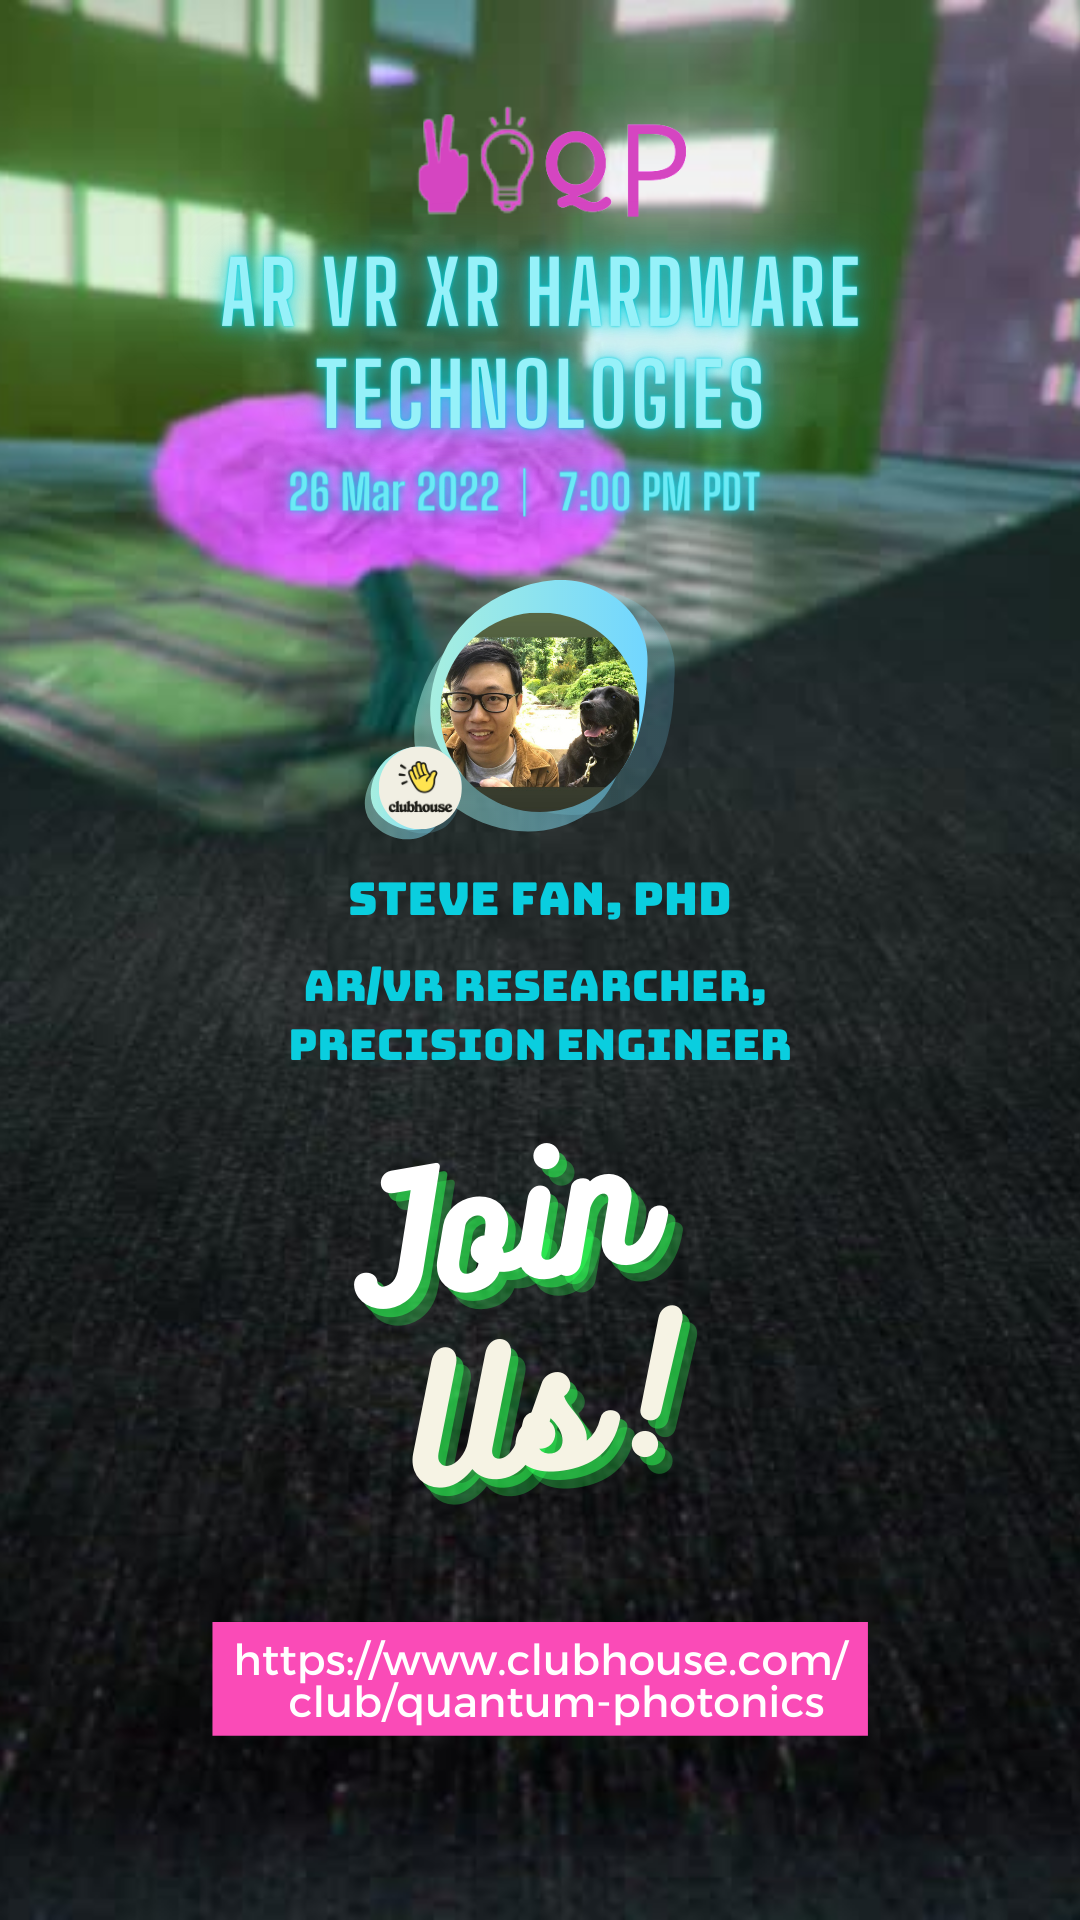 QP
AR VR XR HARDWARE
TECHNOLOGIES
26 Mar 2022 | 7:00 PM PDT
clubhouse
STEVE FAN, PHD
AR/VR RESEARCHER,
PRECISION ENGINEER
Join
Us!
https://www.clubhouse.com/
club/quantum-photonics